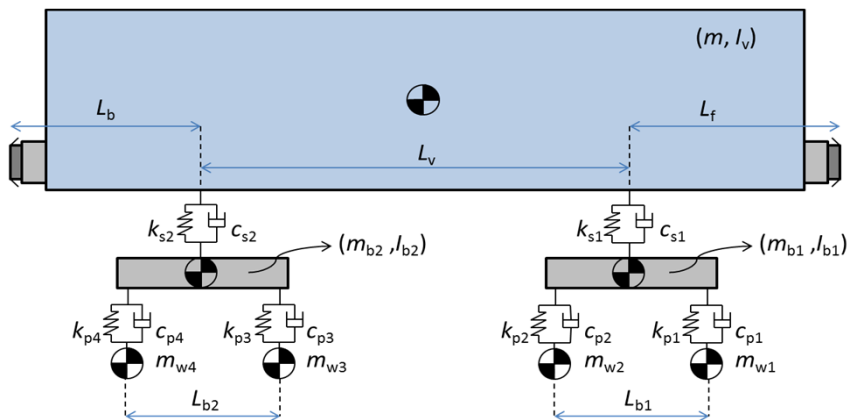 (m, Iv)
Lb
Lf
Lv
ks2
cs2
ks1
cs1
(mb2 ,Ib2)
(mb1 ,Ib1)
kp4
cp4
kp3
cp3
kp2
cp2
kp1
cp1
mw4
mw3
mw2
mw1
Lb2
Lb1